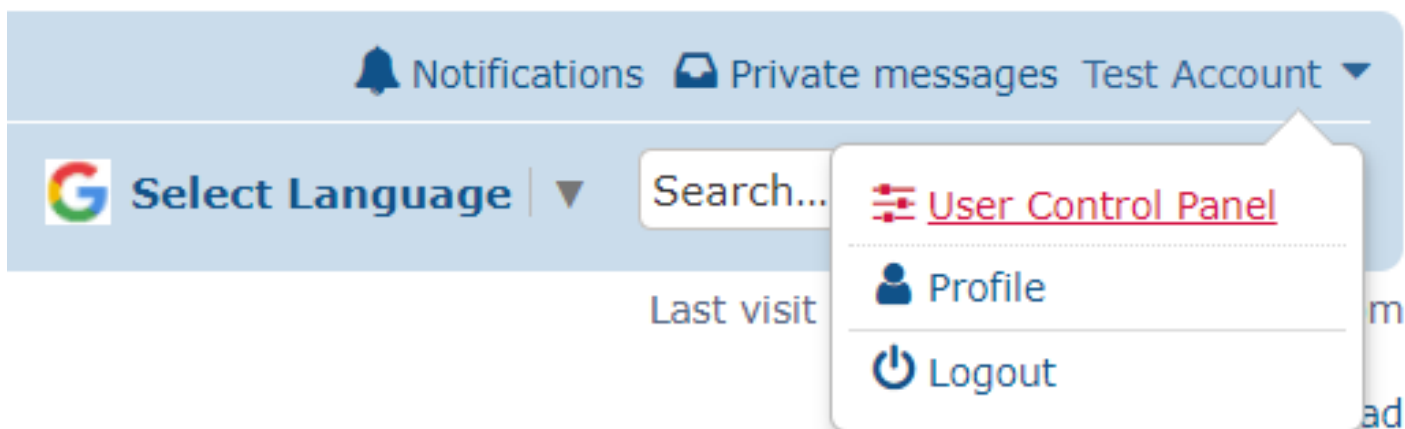 Notifications Private messages Test Account
Select Language Search...
User Control Panel
Profile
Last visit
Logout